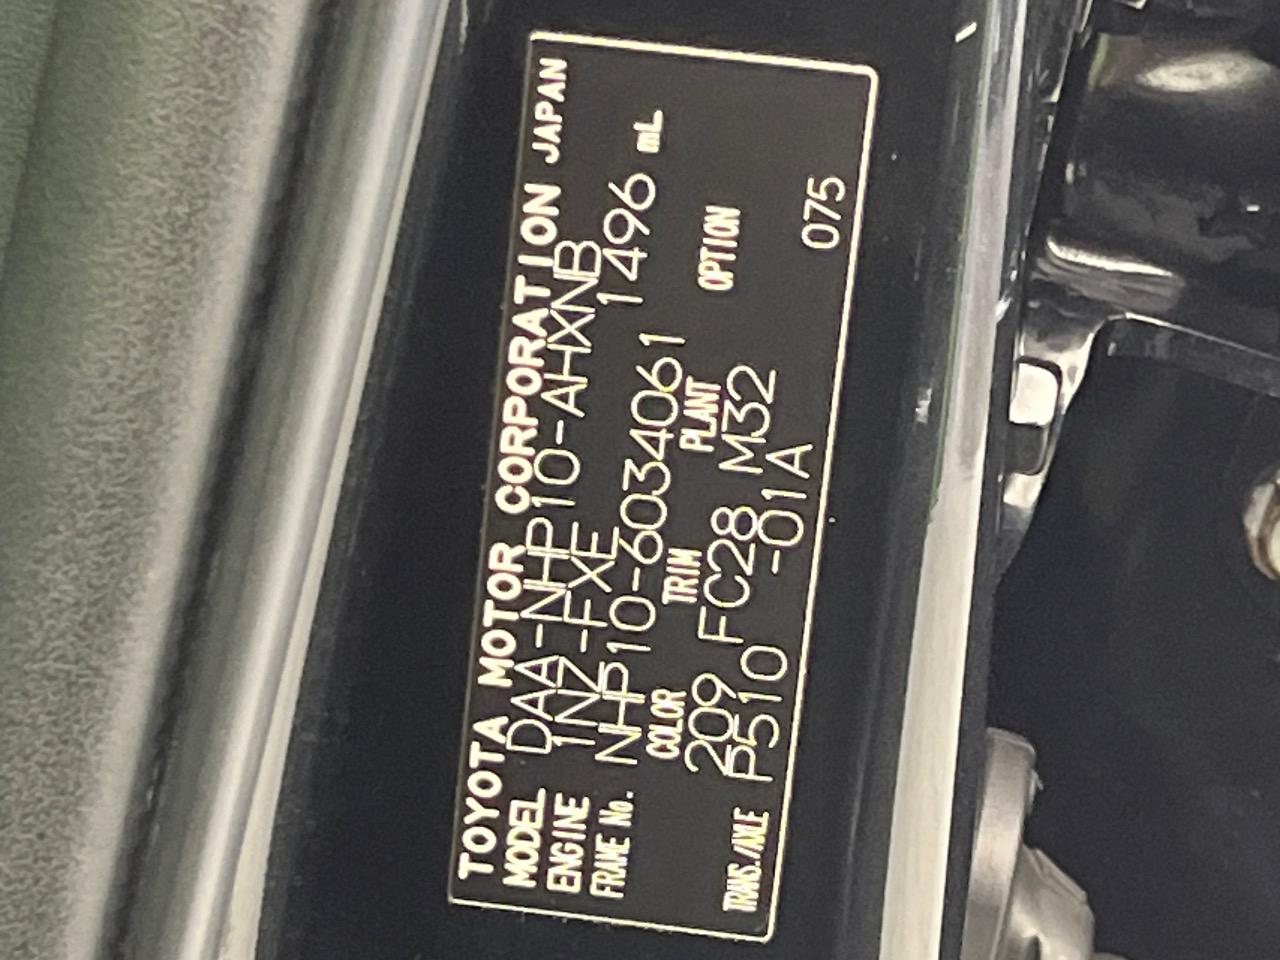 TOYOTA MOTOR CORPORATION JAPAN
MODEL DAA-NHP10-AHXNB
ENGINE 1NZ-FXE 1496 mL
FRAME No. NHP10-6034061
COLOR TRIM PLANT OPTION
209 FC28 M32
TRANS./AXLE P510 -01A 075